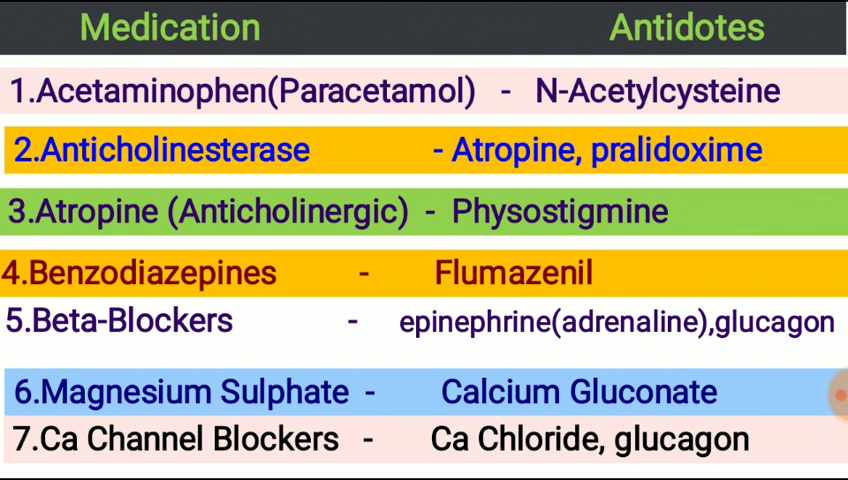 Medication Antidotes
1.Acetaminophen(Paracetamol) - N-Acetylcysteine
2.Anticholinesterase - Atropine, pralidoxime
3.Atropine (Anticholinergic) - Physostigmine
4.Benzodiazepines - Flumazenil
5.Beta-Blockers - epinephrine(adrenaline),glucagon
6.Magnesium Sulphate - Calcium Gluconate
7.Ca Channel Blockers - Ca Chloride, glucagon